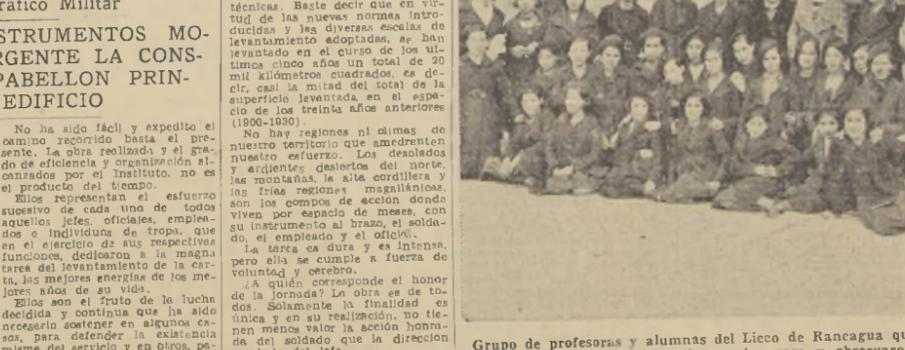 ráfico Militar
STRUMENTOS MO-
RGENTE LA CONS-
PABELLON PRIN-
EDIFICIO
No ha sido fácil y expedito el
camino recorrido hasta el pre-
sente. La obra realizada y el gra-
do de eficiencia y organización al-
canzados por el Instituto, no es
el producto del tiempo.
Ellos representan el esfuerzo
sucesivo de cada uno de todos
aquellos jefes, oficiales, emplea-
dos e individuos de tropa, que
en el ejercicio de sus respectivas
funciones, dedicaron a la magna
tarea del levantamiento de la car-
ta, las mejores energías de los me-
jores años de su vida.
Ellos son el fruto de la lucha
decidida y continua que ha sido
necesario sostener en algunos ca-
sos, para defender la existencia
misma del servicio y en otros, pa-
técnicas. Baste decir que en vir-
tud de las nuevas normas intro-
ducidas y las diversas escalas de
levantamiento adoptadas, se han
levantado en el curso de los úl-
timos cinco años un total de 20
mil kilómetros cuadrados, es de-
cir, casi la mitad del total de la
superficio levantada en el espa-
cio de los treinta años anteriores
(1900-1930).
No hay regiones ni climas de
nuestro territorio que amedrenten
nuestro esfuerzo. Los desolados
y ardientes desiertos del norte,
las montañas, la alta cordillera y
las frías regiones magallánicas,
son los campos de acción donde
viven por espacio de meses, con
su instrumento al brazo, el solda-
do, el empleado y el oficial.
La tarea es dura y es intensa,
pero ella se cumple a fuerza de
voluntad y cerebro.
¿A quién corresponde el honor
de la jornada? La obra es de to-
dos. Solamente la finalidad es
única y en su realización, no tie-
nen menos valor la acción honra-
da del soldado que la direccion
Grupo de profesoras y alumnas del Liceo de Rancagua qu